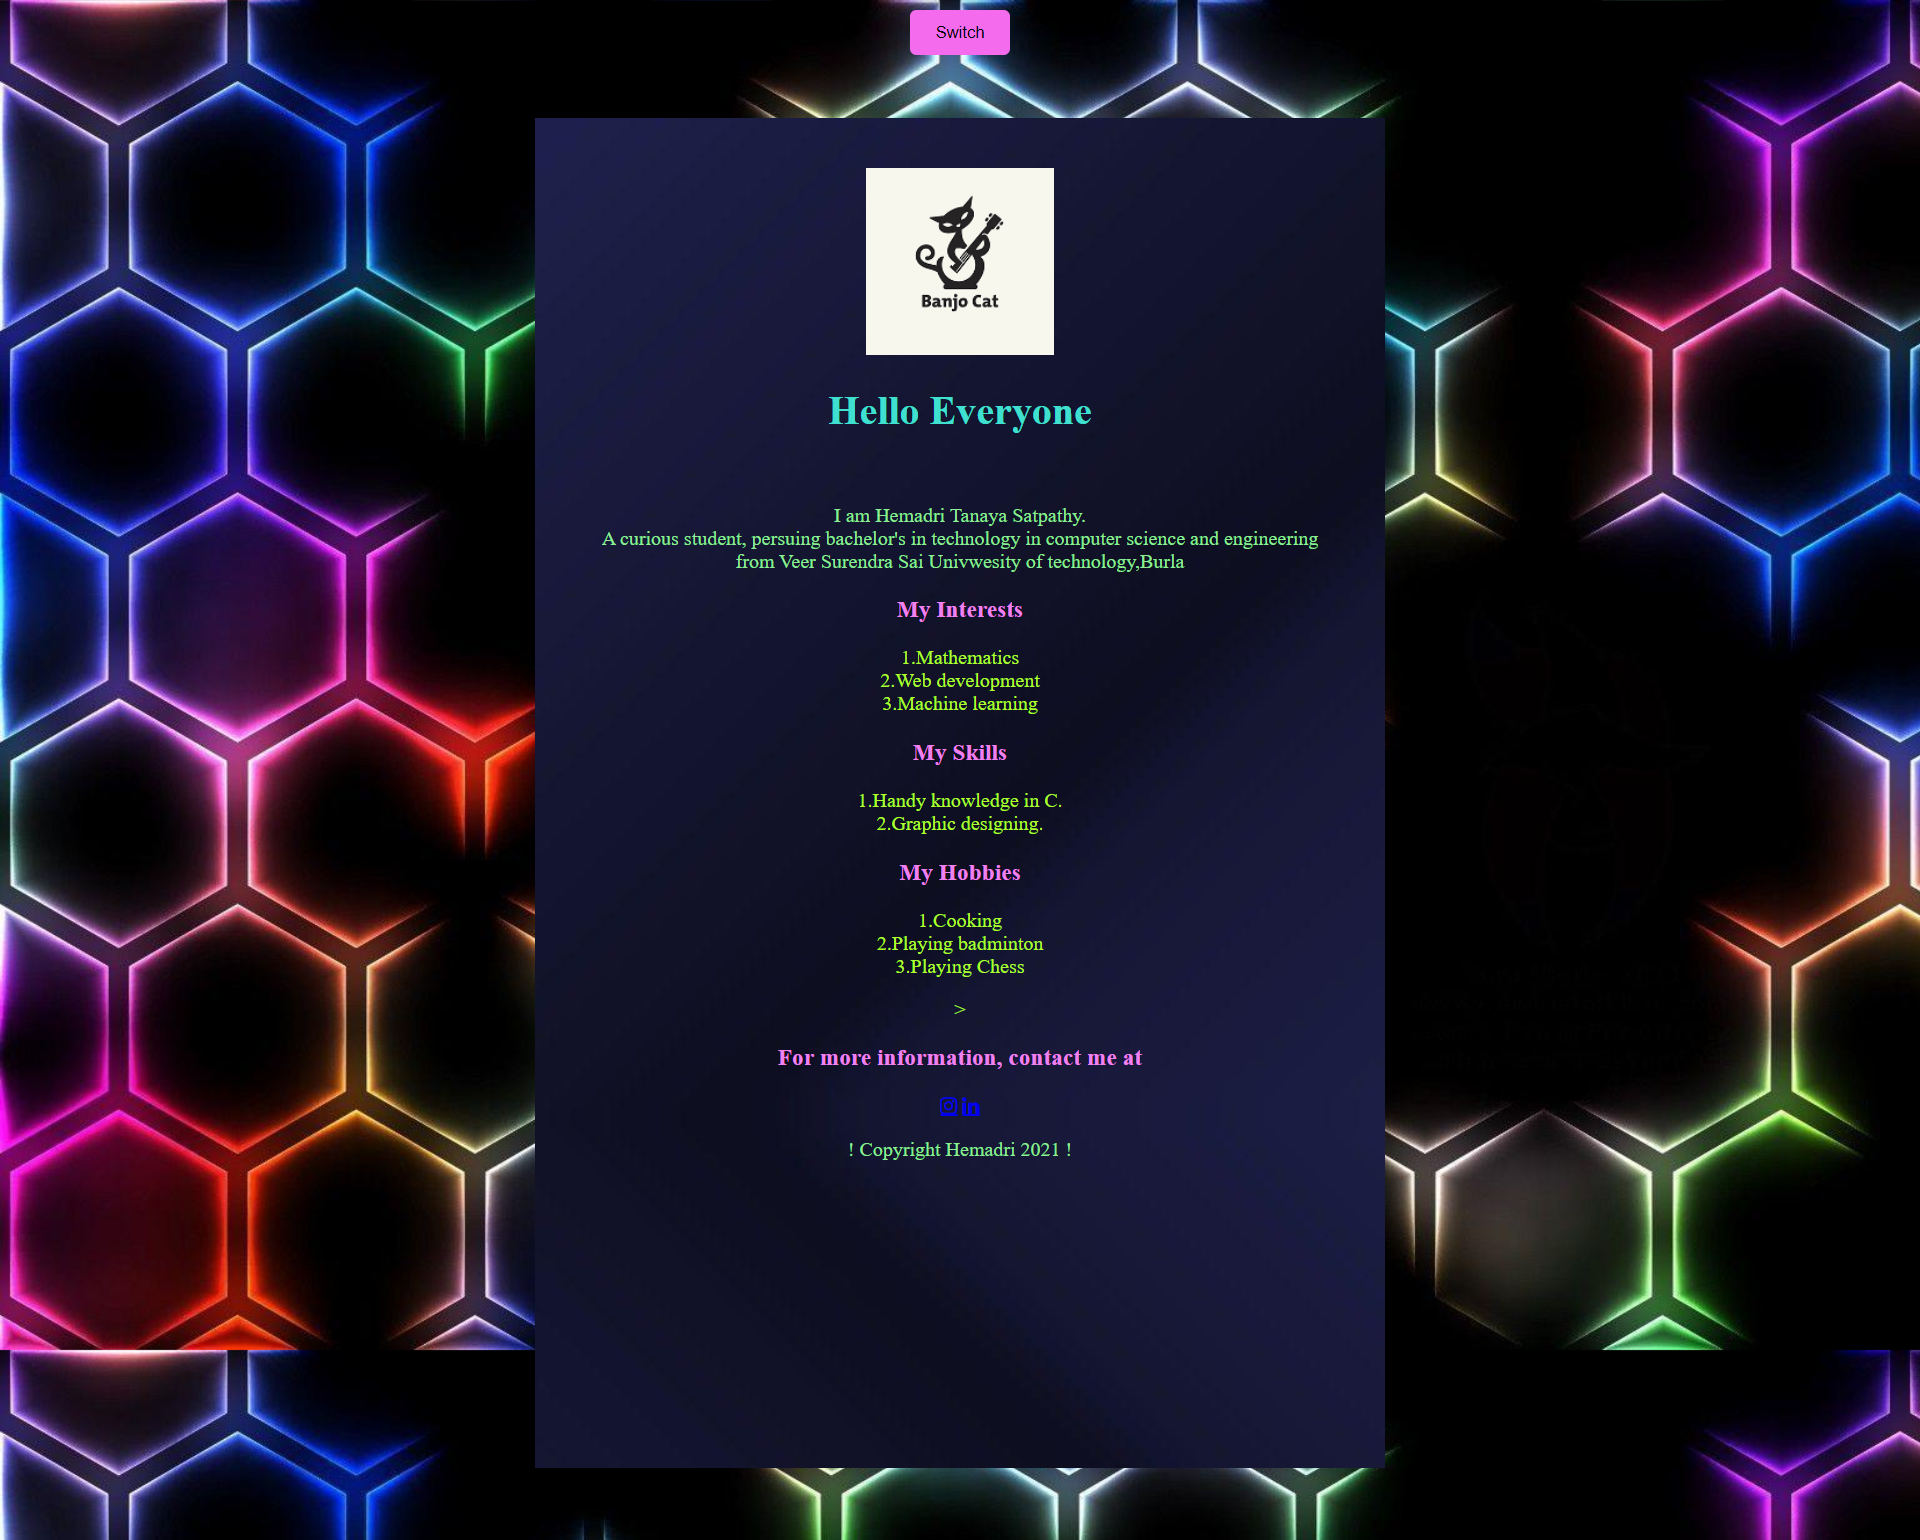 Switch
Banjo Cat
Hello Everyone
I am Hemadri Tanaya Satpathy.
A curious student, persuing bachelor's in technology in computer science and engineering
from Veer Surendra Sai Univwesity of technology,Burla
My Interests
1.Mathematics
2.Web development
3.Machine learning
My Skills
1.Handy knowledge in C.
2.Graphic designing.
My Hobbies
1.Cooking
2.Playing badminton
3.Playing Chess
>
For more information, contact me at
! Copyright Hemadri 2021 !